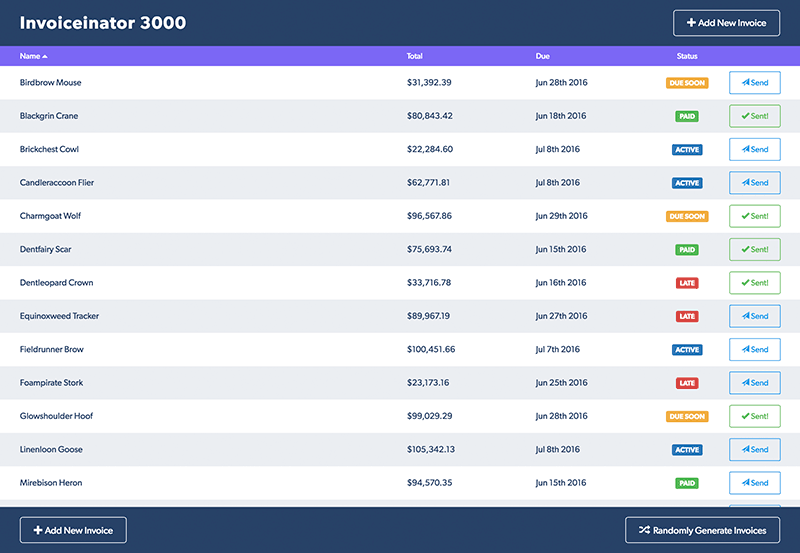 Invoiceinator 3000
Add New Invoice
Name Total Due Status
Birdbrow Mouse $31,392.39 Jun 28th 2016 DUE SOON Send
Blackgrin Crane $80,843.42 Jun 18th 2016 PAID Sent!
Brickchest Cowl $22,284.60 Jul 8th 2016 ACTIVE Send
Candleraccoon Flier $62,771.81 Jul 8th 2016 ACTIVE Send
Charmgoat Wolf $96,567.86 Jun 29th 2016 DUE SOON Sent!
Dentfairy Scar $75,693.74 Jun 15th 2016 PAID Sent!
Dentleopard Crown $33,716.78 Jun 16th 2016 LATE Sent!
Equinoxweed Tracker $89,967.19 Jun 27th 2016 LATE Send
Fieldrunner Brow $100,451.66 Jul 7th 2016 ACTIVE Send
Foampirate Stork $23,173.16 Jun 25th 2016 LATE Send
Glowshoulder Hoof $99,029.29 Jun 28th 2016 DUE SOON Sent!
Linenloon Goose $105,342.13 Jul 8th 2016 ACTIVE Send
Mirebison Heron $94,570.35 Jun 15th 2016 PAID Send
Add New Invoice Randomly Generate Invoices